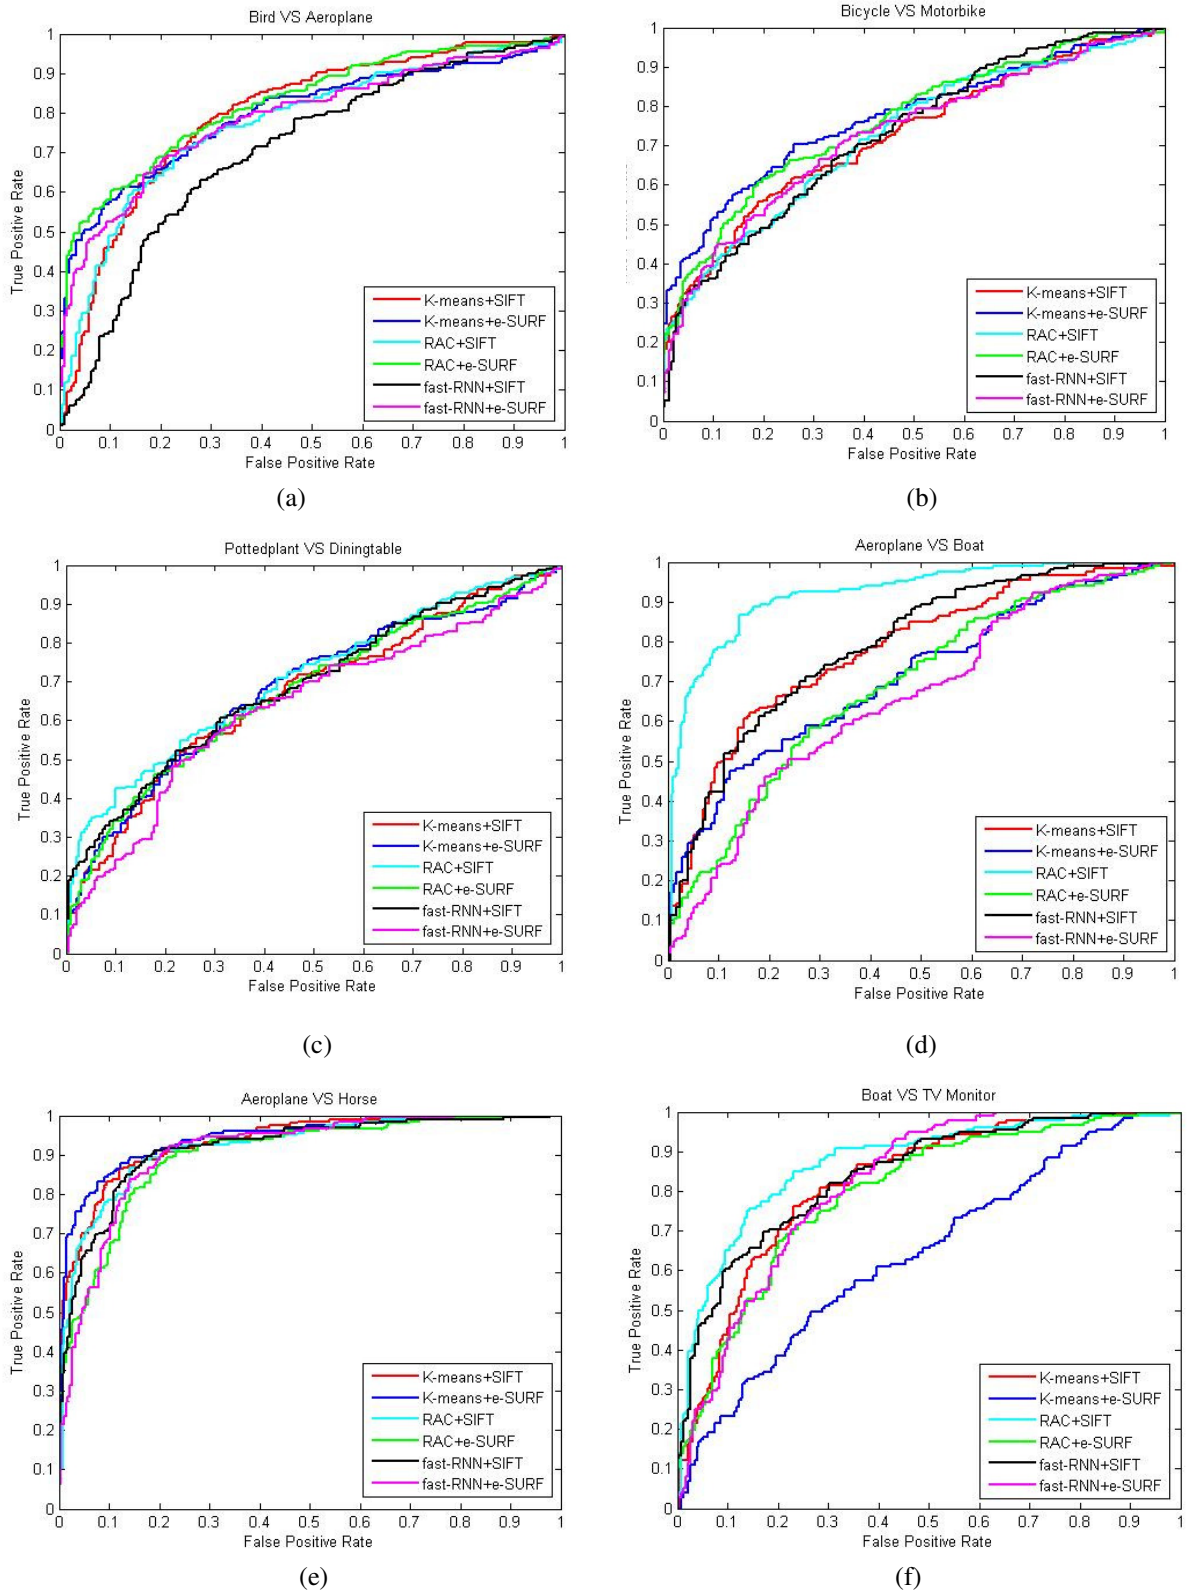 Bird VS Aeroplane
1
0.9
0.8
0.7
0.6
0.5
0.4
0.3
0.2
0.1
0
True Positive Rate
K-means+SIFT
K-means+e-SURF
RAC+SIFT
RAC+e-SURF
fast-RNN+SIFT
fast-RNN+e-SURF
0 0.1 0.2 0.3 0.4 0.5 0.6 0.7 0.8 0.9 1
False Positive Rate
(a)
Bicycle VS Motorbike
1
0.9
0.8
0.7
0.6
0.5
0.4
0.3
0.2
0.1
0
K-means+SIFT
K-means+e-SURF
RAC+SIFT
RAC+e-SURF
fast-RNN+SIFT
fast-RNN+e-SURF
0 0.1 0.2 0.3 0.4 0.5 0.6 0.7 0.8 0.9 1
False Positive Rate
(b)
Pottedplant VS Diningtable
1
0.9
0.8
0.7
0.6
0.5
0.4
0.3
0.2
0.1
0
True Positive Rate
K-means+SIFT
K-means+e-SURF
RAC+SIFT
RAC+e-SURF
fast-RNN+SIFT
fast-RNN+e-SURF
0 0.1 0.2 0.3 0.4 0.5 0.6 0.7 0.8 0.9 1
False Positive Rate
(c)
Aeroplane VS Boat
1
0.9
0.8
0.7
0.6
0.5
0.4
0.3
0.2
0.1
0
True Positive Rate
K-means+SIFT
K-means+e-SURF
RAC+SIFT
RAC+e-SURF
fast-RNN+SIFT
fast-RNN+e-SURF
0 0.1 0.2 0.3 0.4 0.5 0.6 0.7 0.8 0.9 1
False Positive Rate
(d)
Aeroplane VS Horse
1
0.9
0.8
0.7
0.6
0.5
0.4
0.3
0.2
0.1
0
True Positive Rate
K-means+SIFT
K-means+e-SURF
RAC+SIFT
RAC+e-SURF
fast-RNN+SIFT
fast-RNN+e-SURF
0 0.1 0.2 0.3 0.4 0.5 0.6 0.7 0.8 0.9 1
False Positive Rate
(e)
Boat VS TV Monitor
1
0.9
0.8
0.7
0.6
0.5
0.4
0.3
0.2
0.1
0
True Positive Rate
K-means+SIFT
K-means+e-SURF
RAC+SIFT
RAC+e-SURF
fast-RNN+SIFT
fast-RNN+e-SURF
0 0.1 0.2 0.3 0.4 0.5 0.6 0.7 0.8 0.9 1
False Positive Rate
(f)